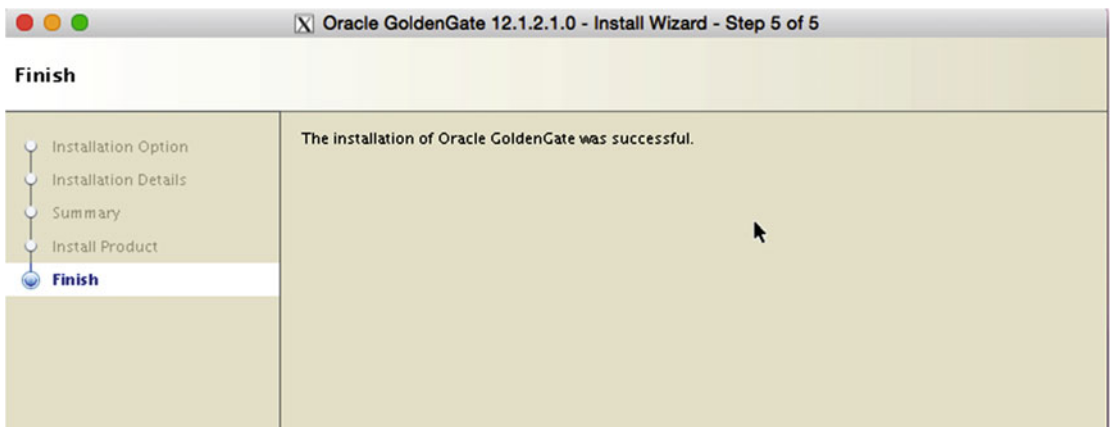 Oracle GoldenGate 12.1.2.1.0 - Install Wizard - Step 5 of 5
Finish
Installation Option
Installation Details
Summary
Install Product
Finish
The installation of Oracle GoldenGate was successful.